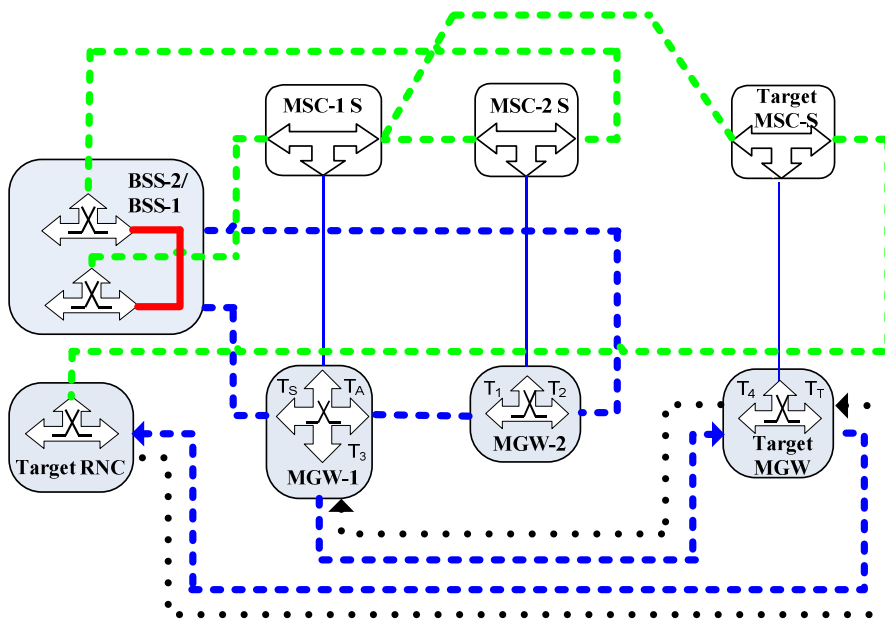 MSC-1 S
MSC-2 S
Target
MSC-S
BSS-2/
BSS-1
TS
TA
T3
MGW-1
T1
T2
MGW-2
T4
TT
Target
MGW
Target RNC